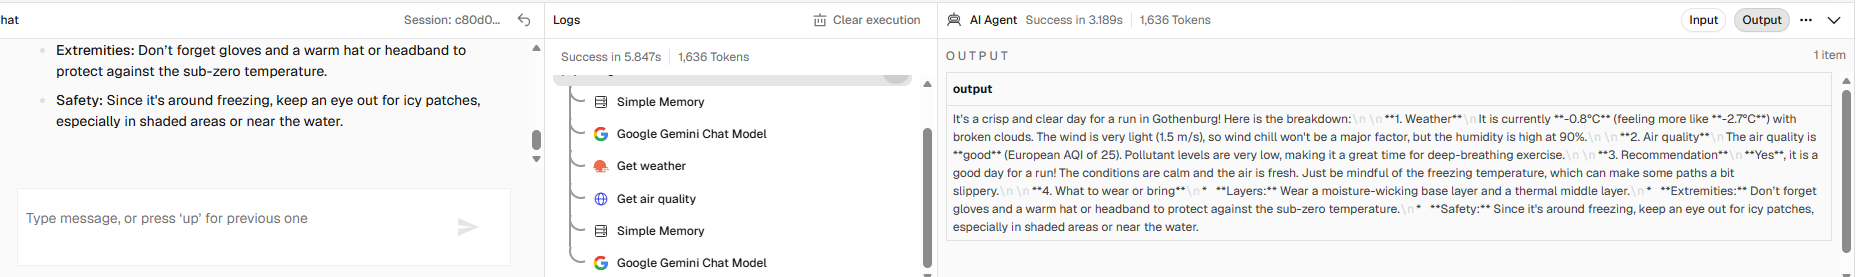 hat
Session: c80d0...
Extremities: Don't forget gloves and a warm hat or headband to
protect against the sub-zero temperature.
Safety: Since it's around freezing, keep an eye out for icy patches,
especially in shaded areas or near the water.
Type message, or press ‘up’ for previous one
Logs
Clear execution
Success in 5.847s
1,636 Tokens
Simple Memory
Google Gemini Chat Model
Get weather
Get air quality
Simple Memory
Google Gemini Chat Model
AI Agent
Success in 3.189s
1,636 Tokens
Input
Output
OUTPUT
1 item
output
It's a crisp and clear day for a run in Gothenburg! Here is the breakdown:\n \n **1. Weather**\n It is currently **-0.8°C** (feeling more like **-2.7°C**) with
broken clouds. The wind is very light (1.5 m/s), so wind chill won't be a major factor, but the humidity is high at 90%.\n \n **2. Air quality**\n The air quality is
**good** (European AQI of 25). Pollutant levels are very low, making it a great time for deep-breathing exercise.\n \n **3. Recommendation**\n **Yes**, it is a
good day for a run! The conditions are calm and the air is fresh. Just be mindful of the freezing temperature, which can make some paths a bit
slippery.\n \n **4. What to wear or bring**\n * **Layers:** Wear a moisture-wicking base layer and a thermal middle layer.\n * **Extremities:** Don't forget
gloves and a warm hat or headband to protect against the sub-zero temperature.\n * **Safety:** Since it's around freezing, keep an eye out for icy patches,
especially in shaded areas or near the water.